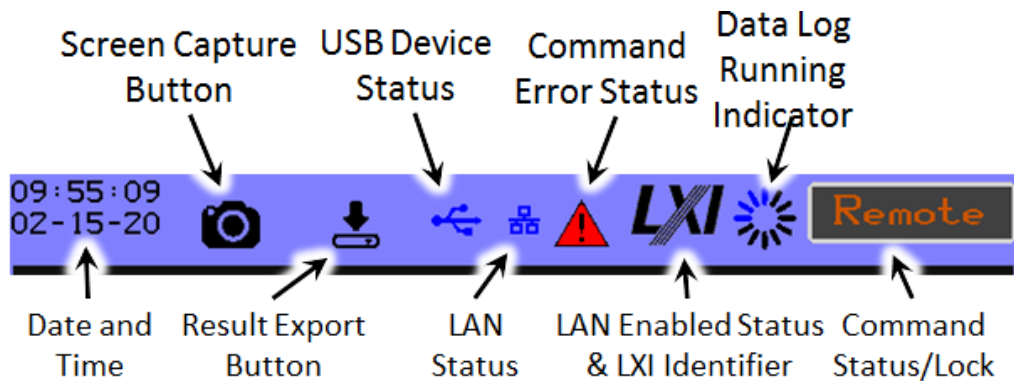 Screen Capture
Button
USB Device
Status
Command
Error Status
Data Log
Running
Indicator
09:55:09
02-15-20
LXI
Remote
Date and
Time
Result Export
Button
LAN
Status
LAN Enabled Status
& LXI Identifier
Command
Status/Lock